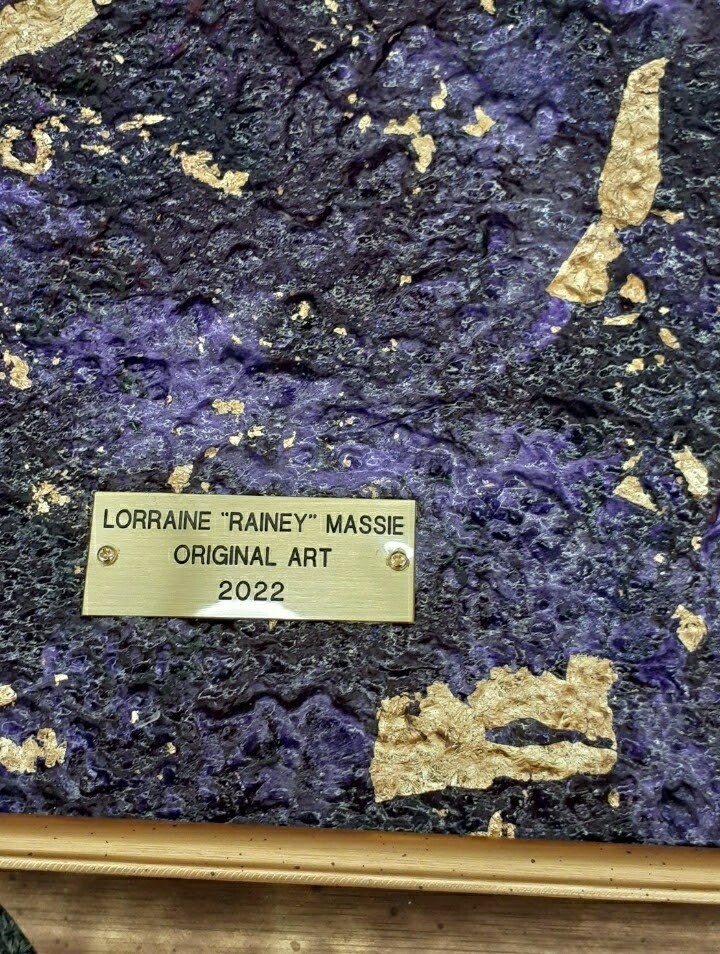 LORRAINE "RAINEY" MASSIE
ORIGINAL ART
2022